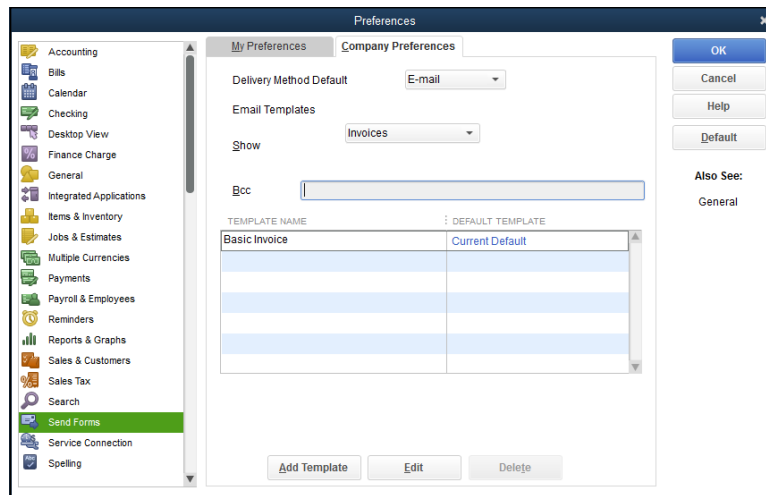 Preferences
Accounting
Bills
Calendar
Checking
Desktop View
Finance Charge
General
Integrated Applications
Items & Inventory
Jobs & Estimates
Multiple Currencies
Payments
Payroll & Employees
Reminders
Reports & Graphs
Sales & Customers
Sales Tax
Search
Send Forms
Service Connection
Spelling
My Preferences
Company Preferences
Delivery Method Default E-mail
Email Templates
Show Invoices
Bcc
TEMPLATE NAME DEFAULT TEMPLATE
Basic Invoice Current Default
Add Template Edit Delete
OK
Cancel
Help
Default
Also See:
General